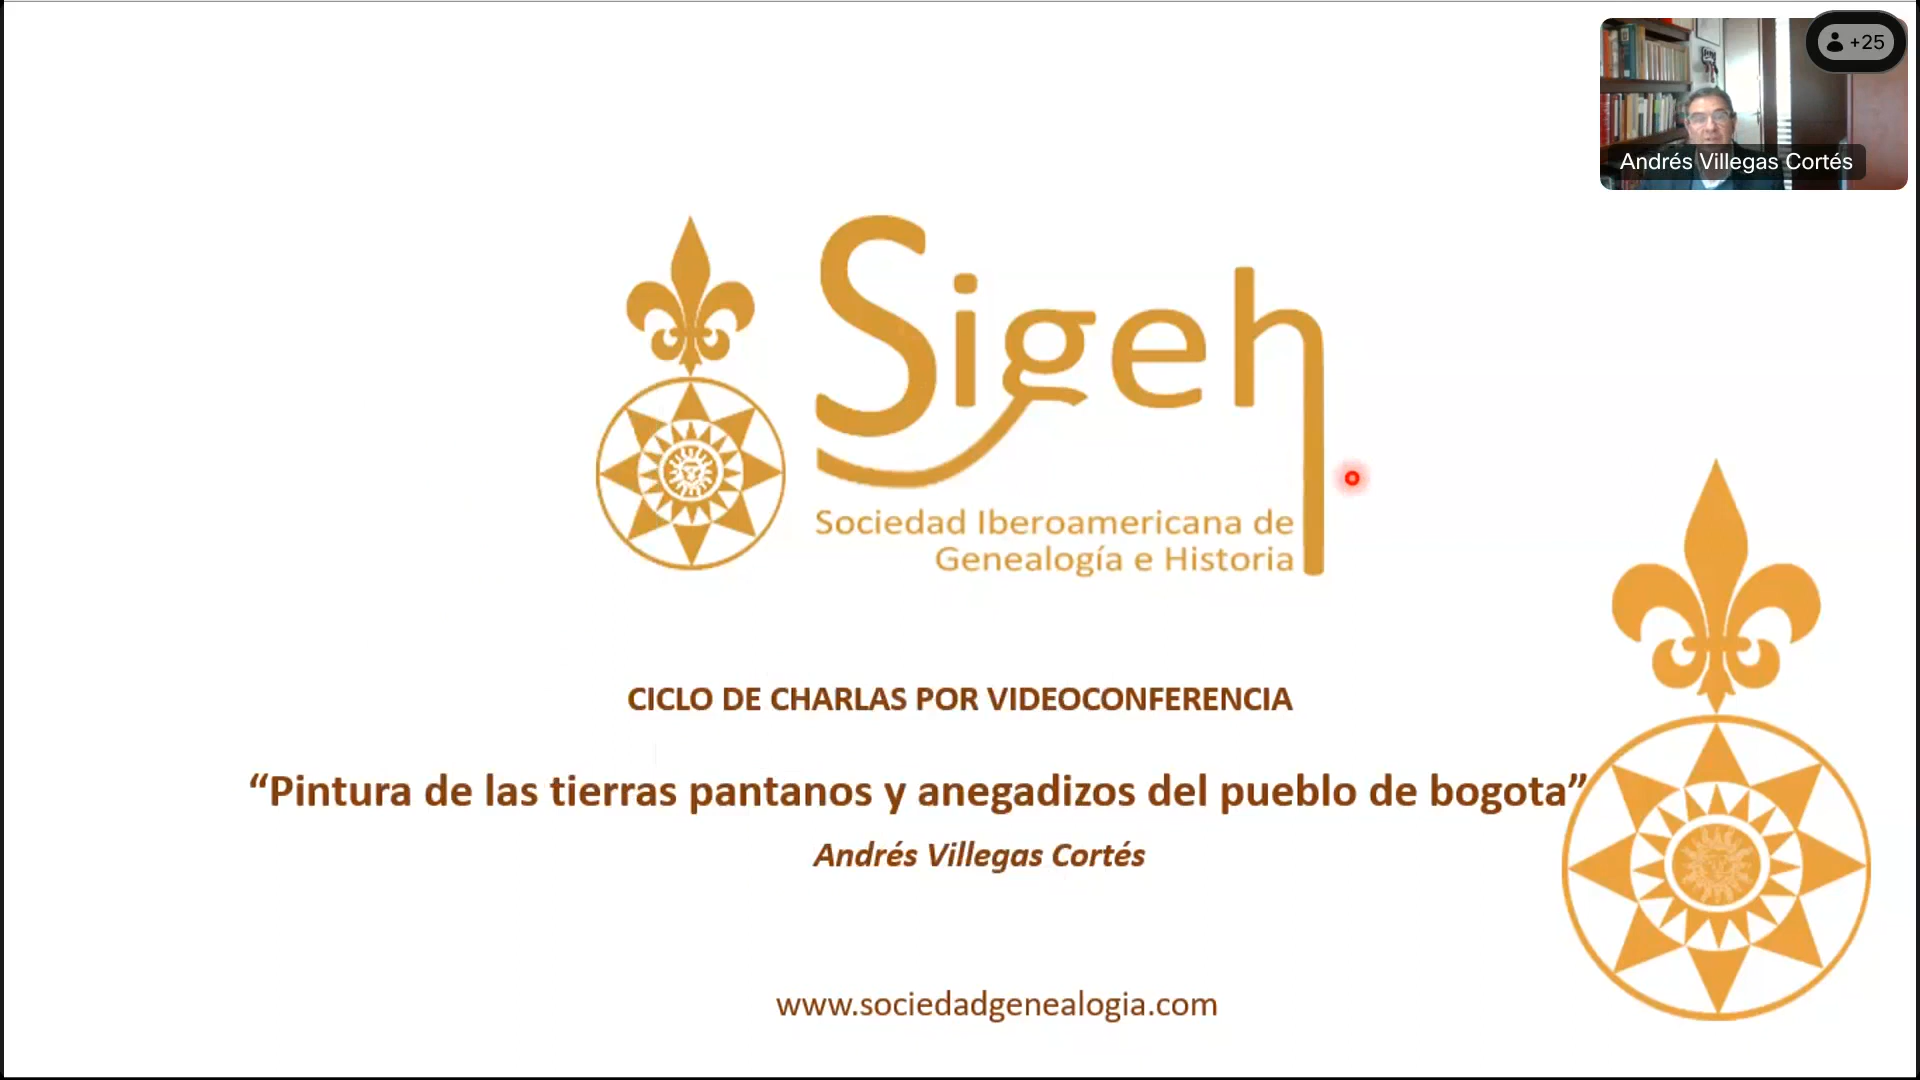 +25
Andrés Villegas Cortés
Sigeh
Sociedad Iberoamericana de
Genealogía e Historia
CICLO DE CHARLAS POR VIDEOCONFERENCIA
“Pintura de las tierras pantanos y anegadizos del pueblo de bogota”
Andrés Villegas Cortés
www.sociedadgenealogia.com